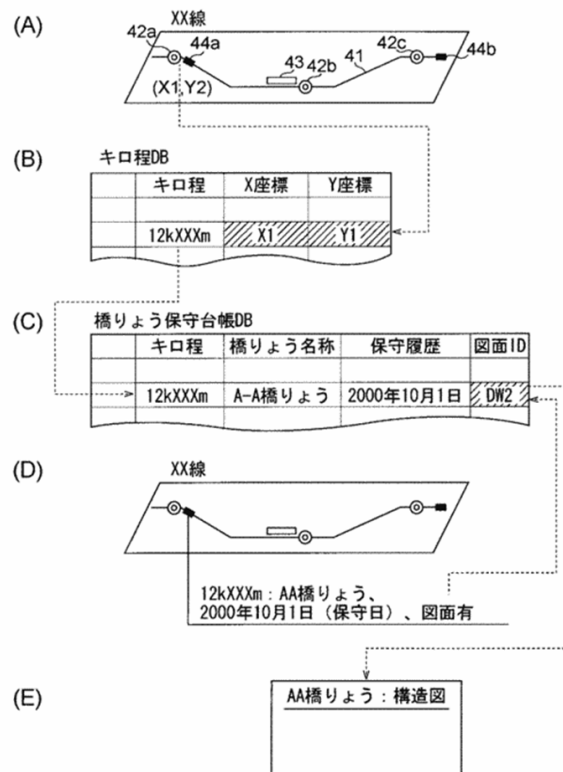 (A)
XX線
42a 44a 43 42b 41 42c 44b
(X1,Y2)
(B)
キロ程DB
キロ程 X座標 Y座標
12kXXXm X1 Y1
(C)
橋りょう保守台帳DB
キロ程 橋りょう名称 保守履歴 図面ID
12kXXXm A-A橋りょう 2000年10月1日 DW2
(D)
XX線
12kXXXm：AA橋りょう、
2000年10月1日（保守日）、図面有
(E)
AA橋りょう：構造図